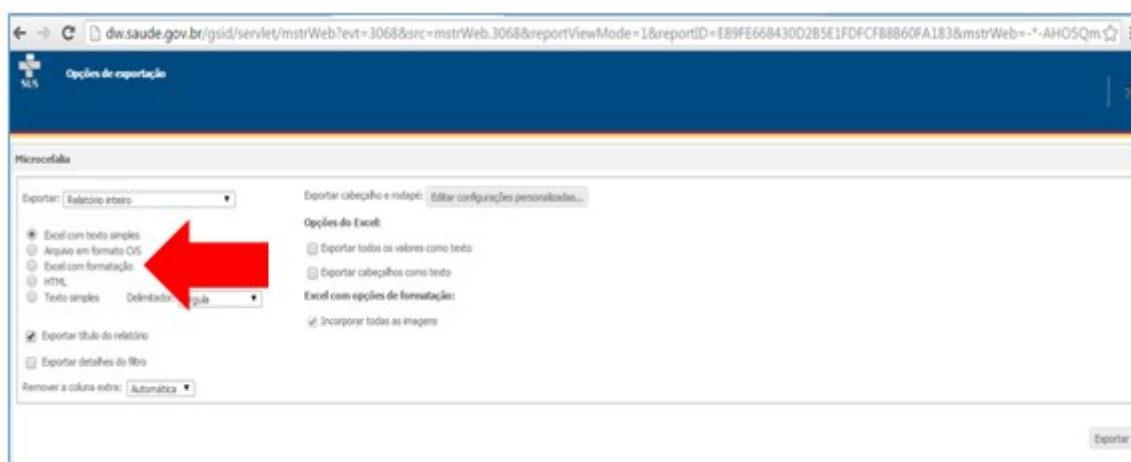 dw.saude.gov.br/gsid/servlet/mstrWeb?evt=3068&src=mstrWeb.3068&reportViewMode=1&reportID=E89FE668430D2B5E1FDFCF88860FA183&mstrWeb=-*-AHO5Qm
SUS
Opções de exportação
?
Microcefalia
Exportar: Relatório inteiro
Exportar cabeçalho e rodapé: Editar configurações personalizadas...
Excel com texto simples
Opções do Excel:
Arquivo em formato CVS
Exportar todos os valores como texto
Excel com formatação
Exportar cabeçalhos como texto
HTML
Texto simples Delimitador:
Excel com opções de formatação:
Incorporar todas as imagens
Exportar título do relatório
Exportar detalhes do filtro
Remover a coluna extra: Automática
Exportar